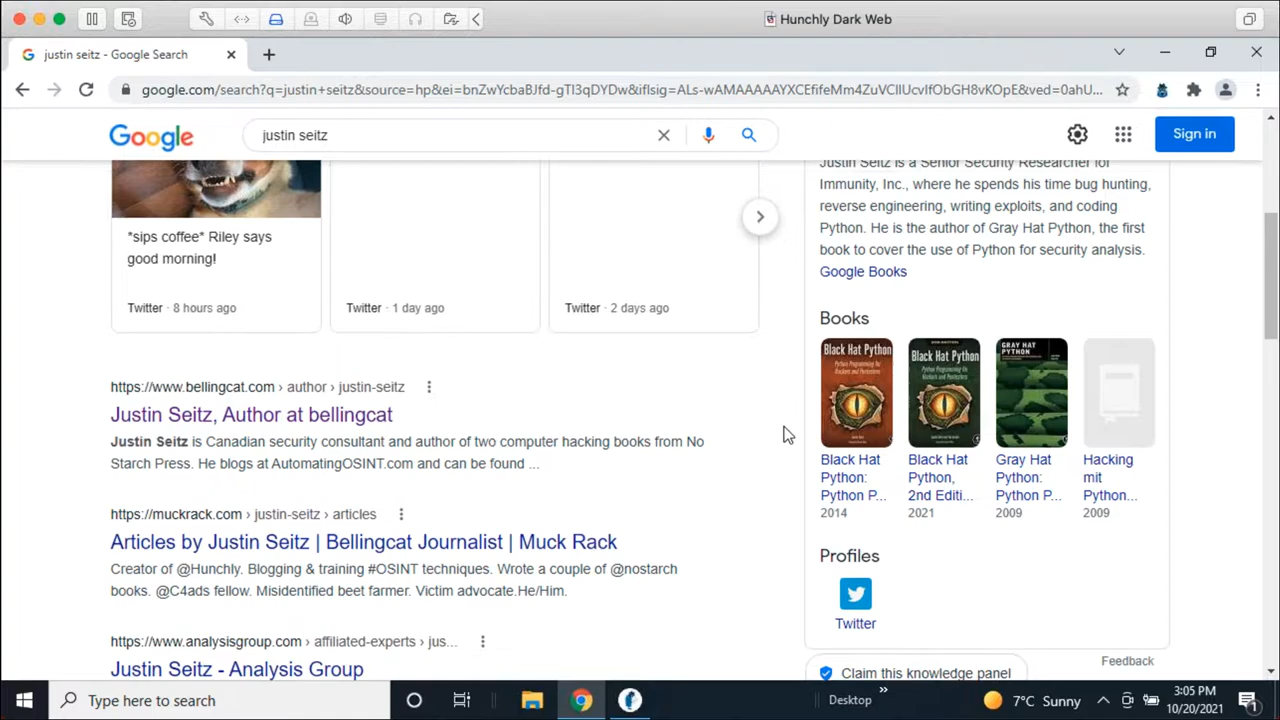 Hunchly Dark Web
justin seitz - Google Search
google.com/search?q=justin+seitz&source=hp&ei=bnZwYcbaBJfd-gTl3qDYDw&iflsig=ALs-wAMAAAAAYXCEfifeMm4ZuVCllUcvIfObGH8vKOpE&ved=0ahU...
Google
justin seitz
Sign in
*sips coffee* Riley says
good morning!
Twitter · 8 hours ago
Twitter · 1 day ago
Twitter · 2 days ago
https://www.bellingcat.com › author › justin-seitz
Justin Seitz, Author at bellingcat
Justin Seitz is Canadian security consultant and author of two computer hacking books from No
Starch Press. He blogs at AutomatingOSINT.com and can be found ...
https://muckrack.com › justin-seitz › articles
Articles by Justin Seitz | Bellingcat Journalist | Muck Rack
Creator of @Hunchly. Blogging & training #OSINT techniques. Wrote a couple of @nostarch
books. @C4ads fellow. Misidentified beet farmer. Victim advocate.He/Him.
https://www.analysisgroup.com › affiliated-experts › jus...
Justin Seitz - Analysis Group
Justin Seitz is a Senior Security Researcher for
Immunity, Inc., where he spends his time bug hunting,
reverse engineering, writing exploits, and coding
Python. He is the author of Gray Hat Python, the first
book to cover the use of Python for security analysis.
Google Books
Books
Black Hat Python
Black Hat Python
GRAY HAT
PYTHON
Black Hat
Python:
Python P...
2014
Black Hat
Python,
2nd Editi...
2021
Gray Hat
Python:
Python P...
2009
Hacking
mit
Python...
2009
Profiles
Twitter
Feedback
Claim this knowledge panel
Type here to search
Desktop
7°C Sunny
3:05 PM
10/20/2021
1